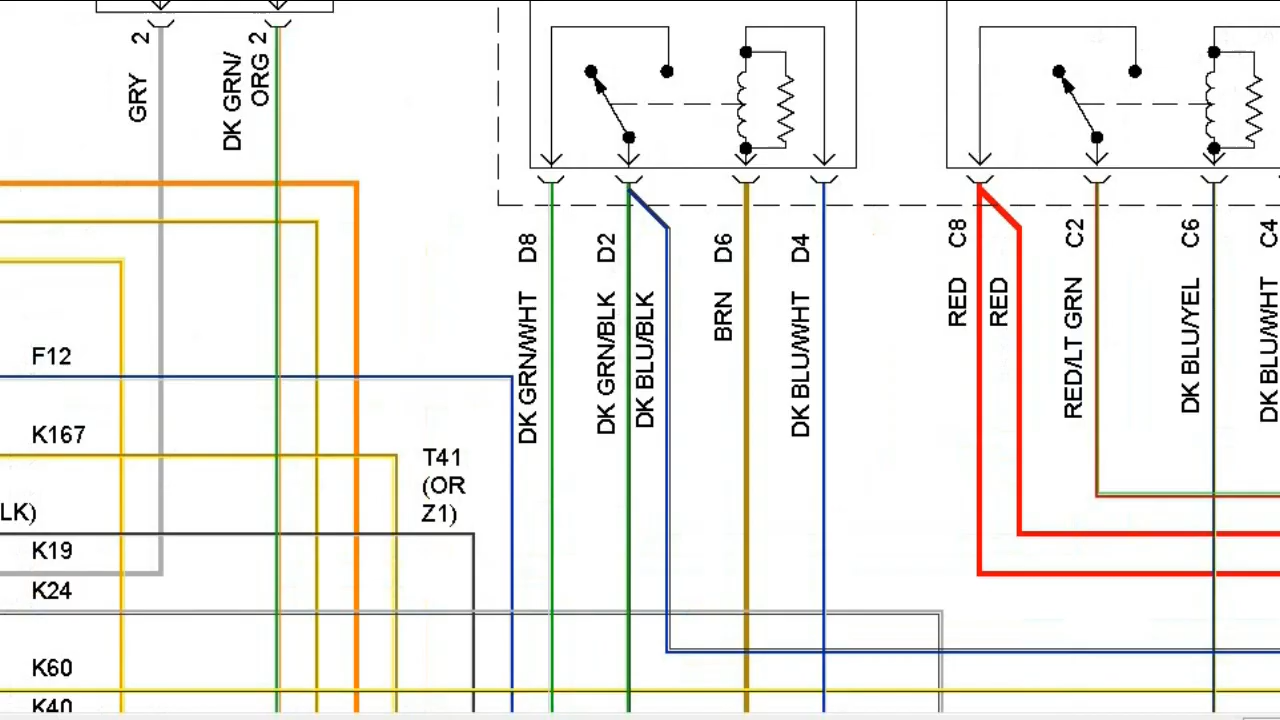 2
GRY
DK GRN/
ORG 2
D8
DK GRN/WHT
D2
DK GRN/BLK
DK BLU/BLK
D6
BRN
D4
DK BLU/WHT
C8
RED
RED
C2
RED/LT GRN
C6
DK BLU/YEL
C4
DK BLU/WHT
F12
K167
T41
(OR
Z1)
LK)
K19
K24
K60
K40